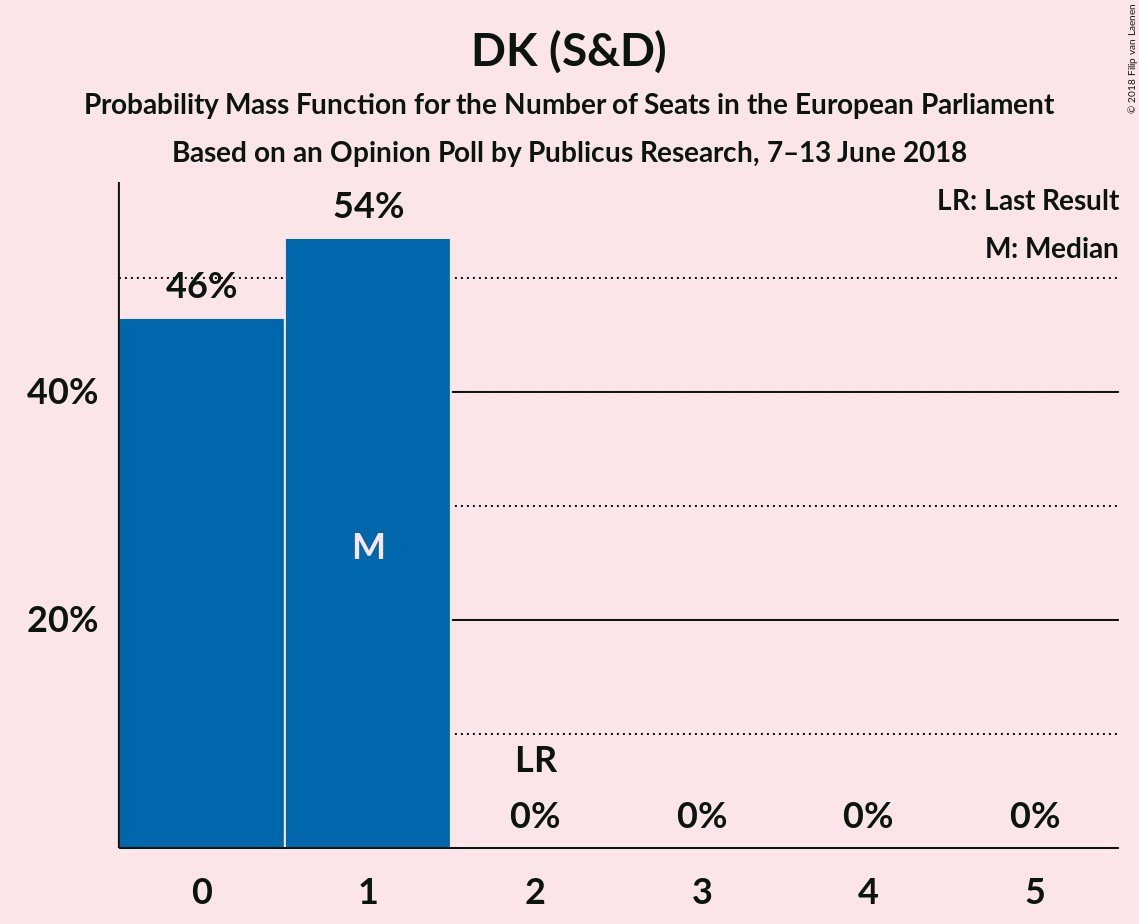 DK (S&D)
Probability Mass Function for the Number of Seats in the European Parliament
Based on an Opinion Poll by Publicus Research, 7–13 June 2018
© 2018 Filip van Laenen
LR: Last Result
M: Median
54%
46%
40%
M
20%
LR
0%
0%
0%
0%
0
1
2
3
4
5